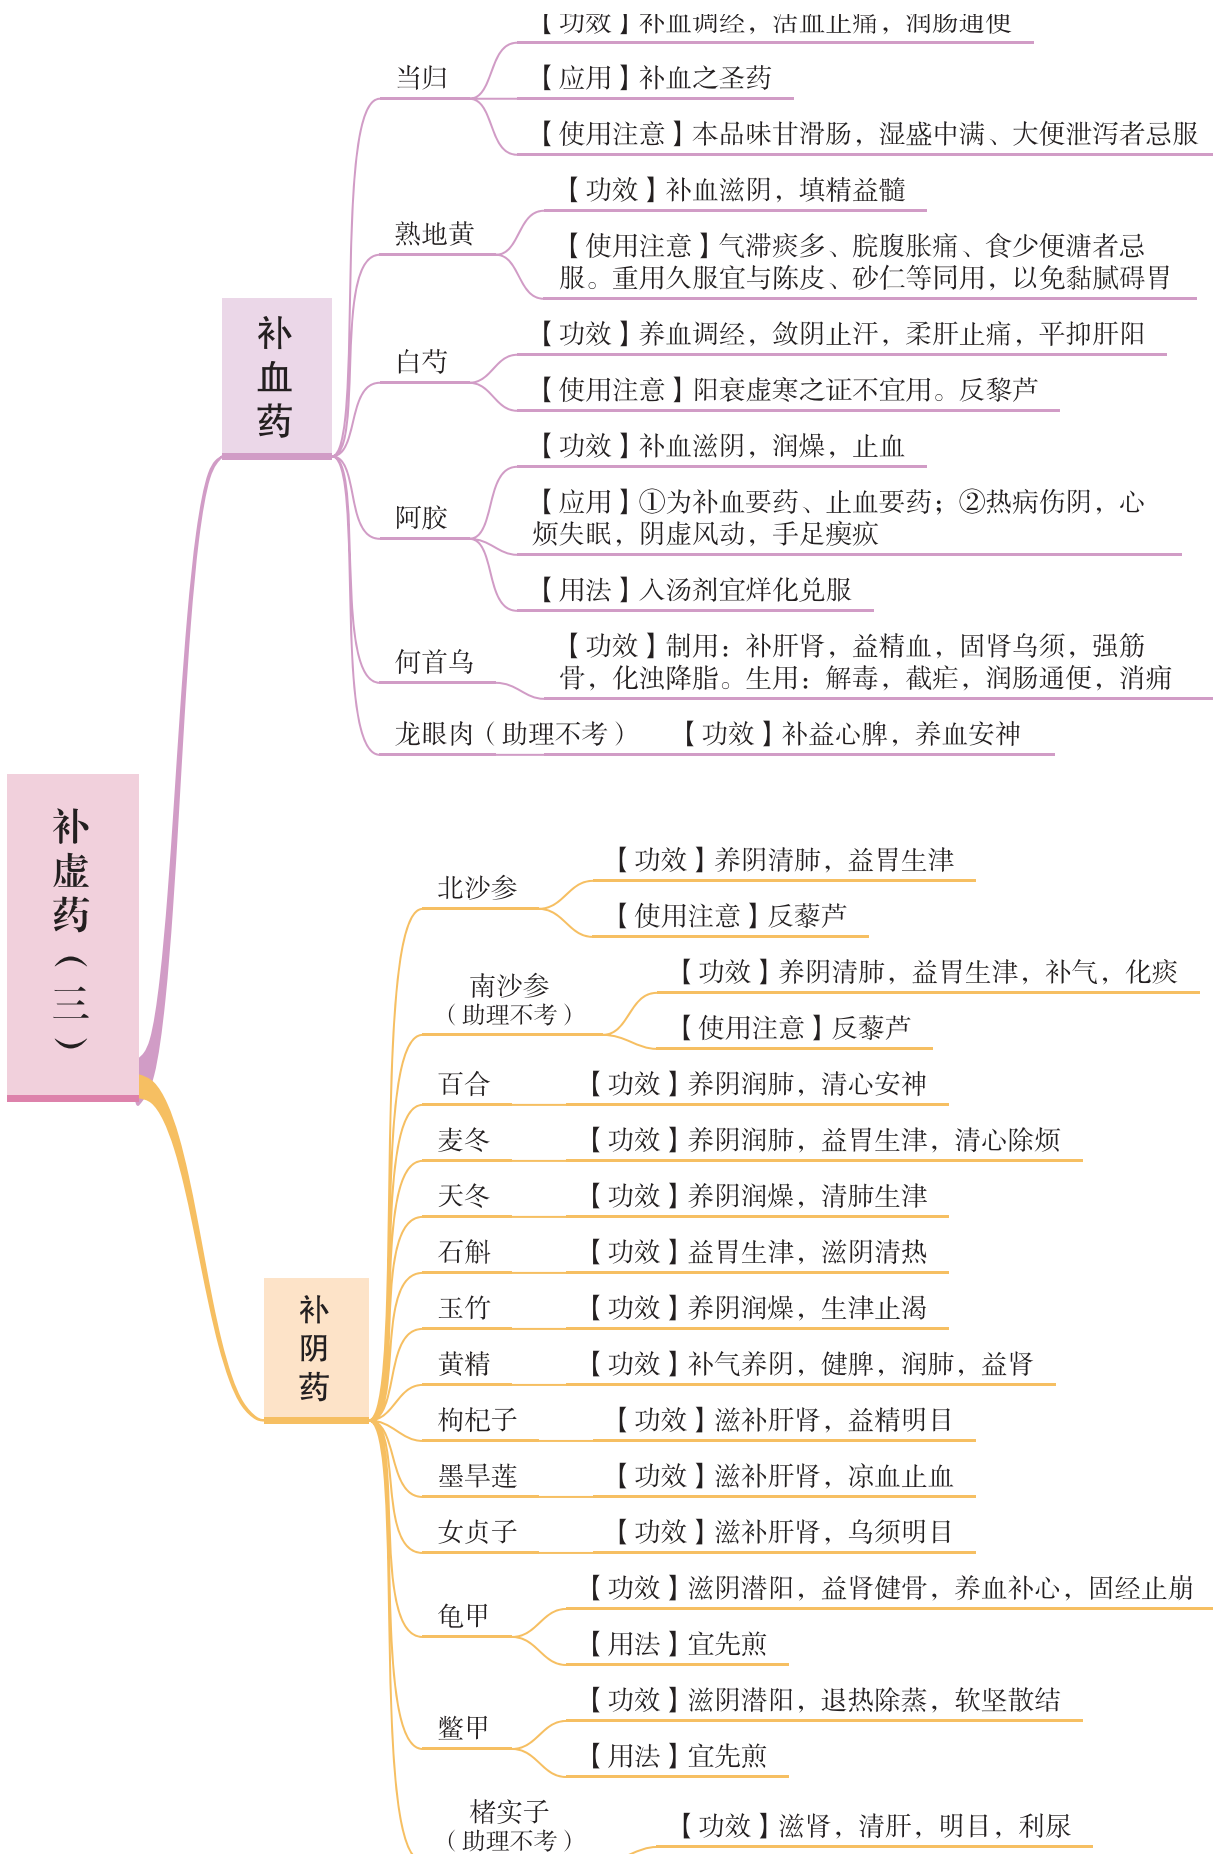 补虚药（三）
补血药
当归
【功效】补血调经，活血止痛，润肠通便
【应用】补血之圣药
【使用注意】本品味甘滑肠，湿盛中满、大便泄泻者忌服
熟地黄
【功效】补血滋阴，填精益髓
【使用注意】气滞痰多、脘腹胀痛、食少便溏者忌
服。重用久服宜与陈皮、砂仁等同用，以免黏腻碍胃
白芍
【功效】养血调经，敛阴止汗，柔肝止痛，平抑肝阳
【使用注意】阳衰虚寒之证不宜用。反藜芦
阿胶
【功效】补血滋阴，润燥，止血
【应用】①为补血要药、止血要药；②热病伤阴，心
烦失眠，阴虚风动，手足瘈疭
【用法】入汤剂宜烊化兑服
何首乌
【功效】制用：补肝肾，益精血，固肾乌须，强筋
骨，化浊降脂。生用：解毒，截疟，润肠通便，消痈
龙眼肉（助理不考）
【功效】补益心脾，养血安神
补阴药
北沙参
【功效】养阴清肺，益胃生津
【使用注意】反藜芦
南沙参
（助理不考）
【功效】养阴清肺，益胃生津，补气，化痰
【使用注意】反藜芦
百合
【功效】养阴润肺，清心安神
麦冬
【功效】养阴润肺，益胃生津，清心除烦
天冬
【功效】养阴润燥，清肺生津
石斛
【功效】益胃生津，滋阴清热
玉竹
【功效】养阴润燥，生津止渴
黄精
【功效】补气养阴，健脾，润肺，益肾
枸杞子
【功效】滋补肝肾，益精明目
墨旱莲
【功效】滋补肝肾，凉血止血
女贞子
【功效】滋补肝肾，乌须明目
龟甲
【功效】滋阴潜阳，益肾健骨，养血补心，固经止崩
【用法】宜先煎
鳖甲
【功效】滋阴潜阳，退热除蒸，软坚散结
【用法】宜先煎
楮实子
（助理不考）
【功效】滋肾，清肝，明目，利尿